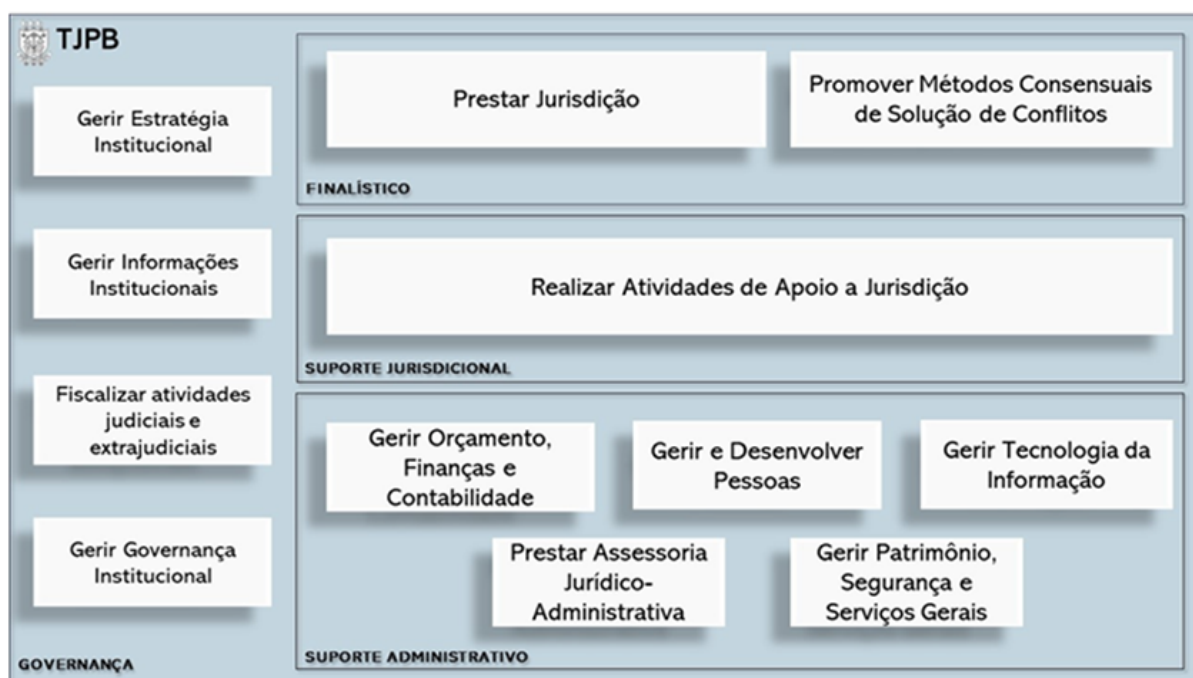 TJPB
Gerir Estratégia
Institucional
Gerir Informações
Institucionais
Fiscalizar atividades
judiciais e
extrajudiciais
Gerir Governança
Institucional
GOVERNANÇA
Prestar Jurisdição
Promover Métodos Consensuais
de Solução de Conflitos
FINALÍSTICO
Realizar Atividades de Apoio a Jurisdição
SUPORTE JURISDICIONAL
Gerir Orçamento,
Finanças e
Contabilidade
Gerir e Desenvolver
Pessoas
Gerir Tecnologia da
Informação
Prestar Assessoria
Jurídico-
Administrativa
Gerir Patrimônio,
Segurança e
Serviços Gerais
SUPORTE ADMINISTRATIVO